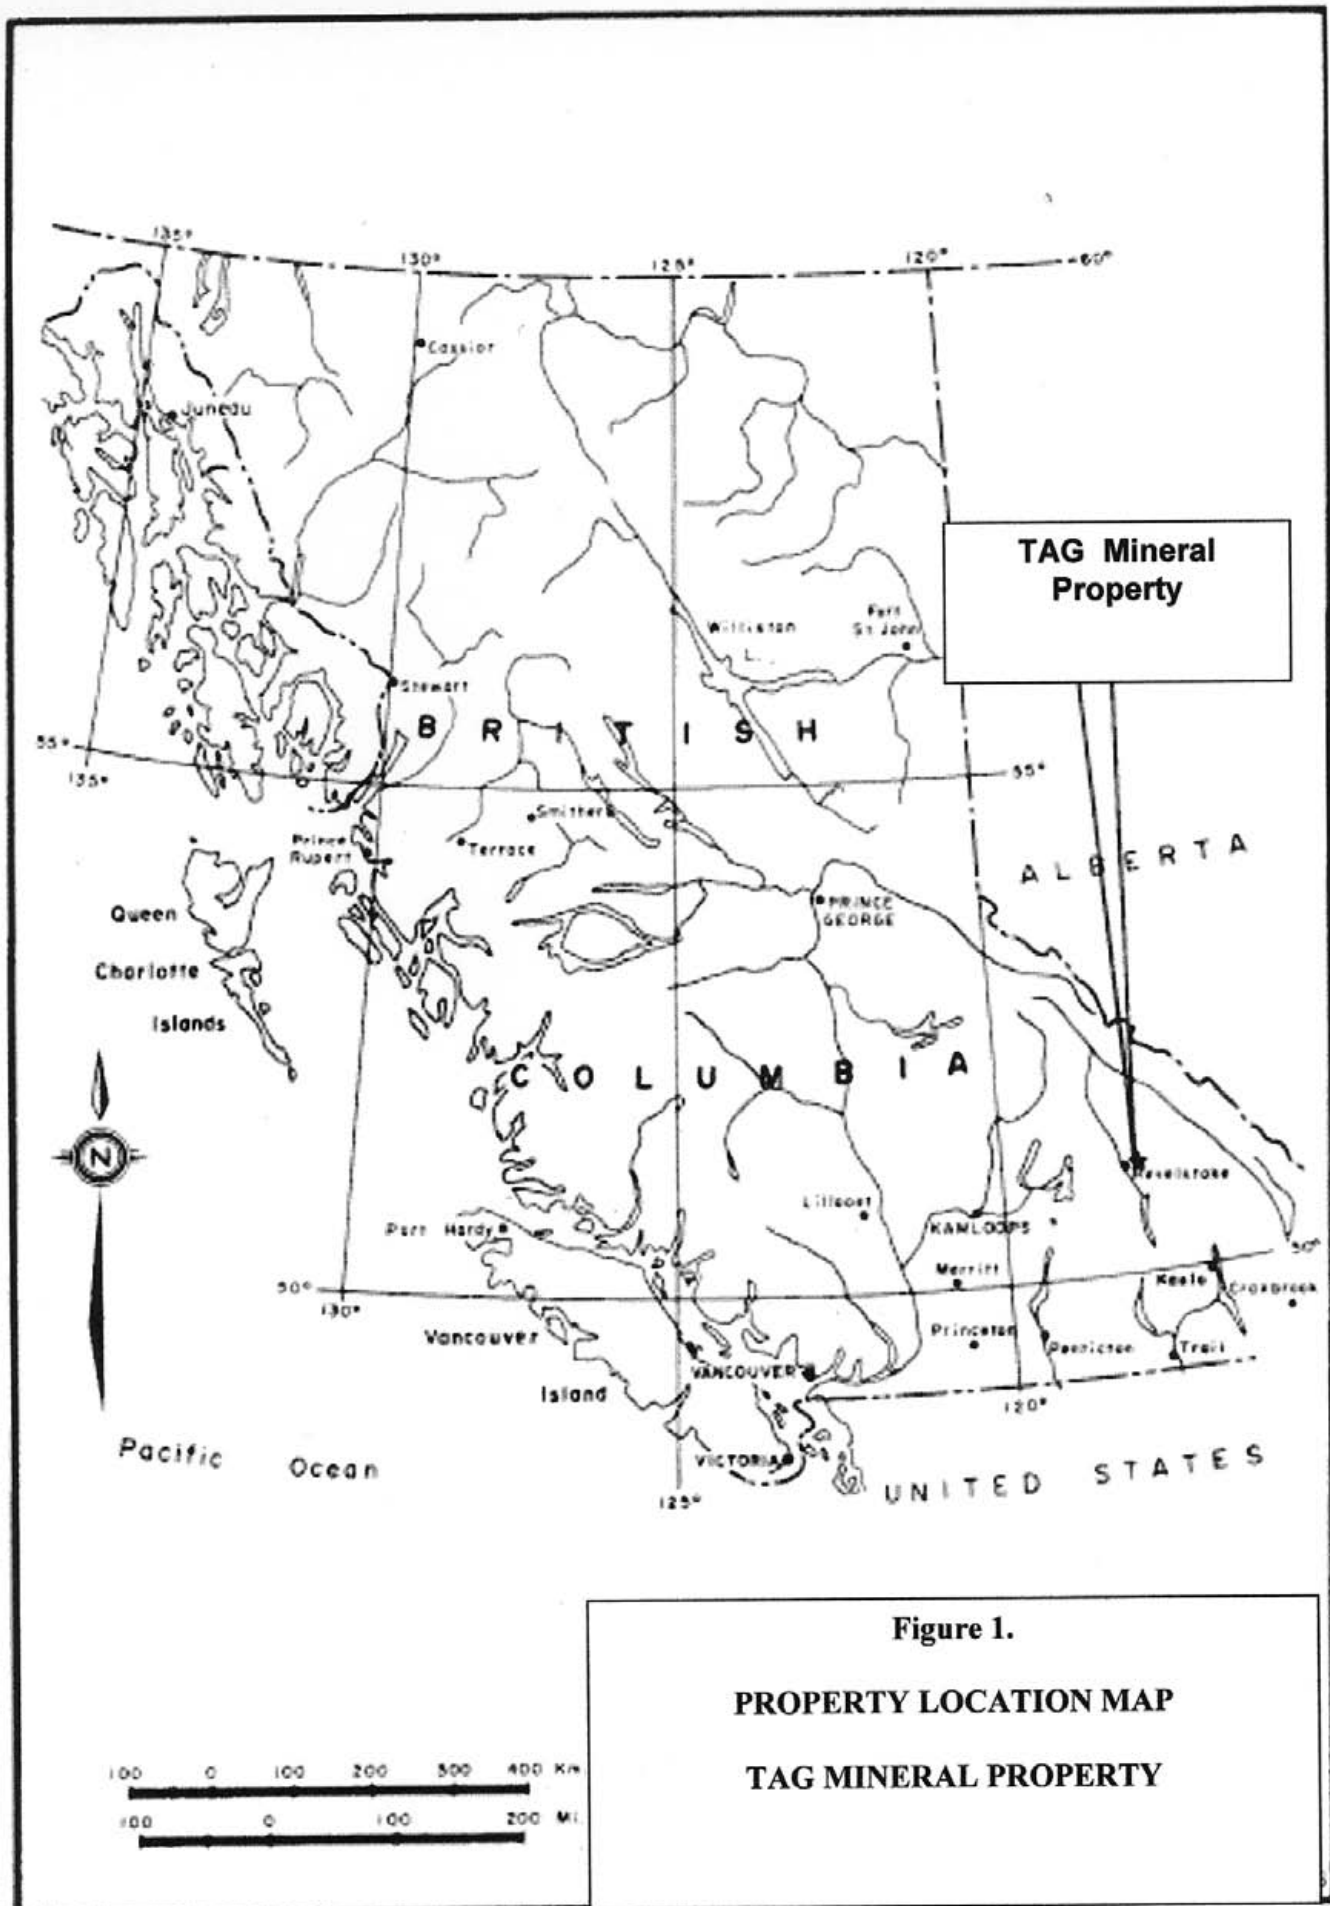 135°
130°
125°
120°
60°
Cassiar
Juneau
TAG Mineral
Property
Williston
L.
Fort
St John
Stewart
BRITISH
55°
135°
55°
Smithers
Terrace
Prince
Rupert
ALBERTA
PRINCE
GEORGE
Queen
Charlotte
Islands
COLUMBIA
N
Revelstoke
Lillooet
KAMLOOPS
Port Hardy
50°
130°
50°
Merritt
Kaslo
Cranbrook
Vancouver
Island
Princeton
Penticton
Trail
VANCOUVER
120°
VICTORIA
125°
Pacific Ocean
UNITED STATES
Figure 1.
PROPERTY LOCATION MAP
TAG MINERAL PROPERTY
100 0 100 200 300 400 Km.
100 0 100 200 Mi.